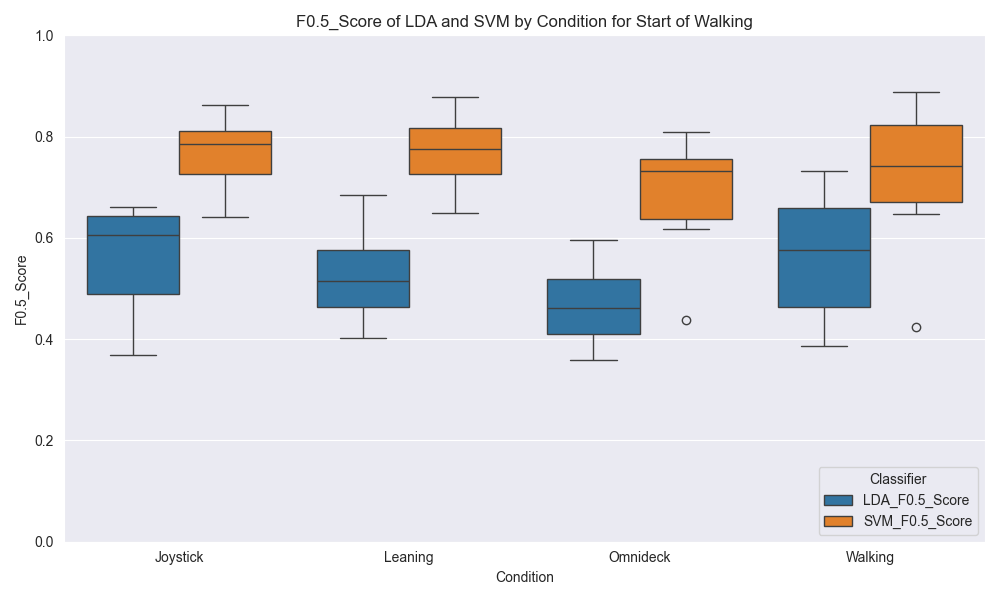 F0.5_Score of LDA and SVM by Condition for Start of Walking
1.0
0.8
0.6
0.4
0.2
0.0
F0.5_Score
Joystick
Leaning
Omnideck
Walking
Condition
Classifier
LDA_F0.5_Score
SVM_F0.5_Score